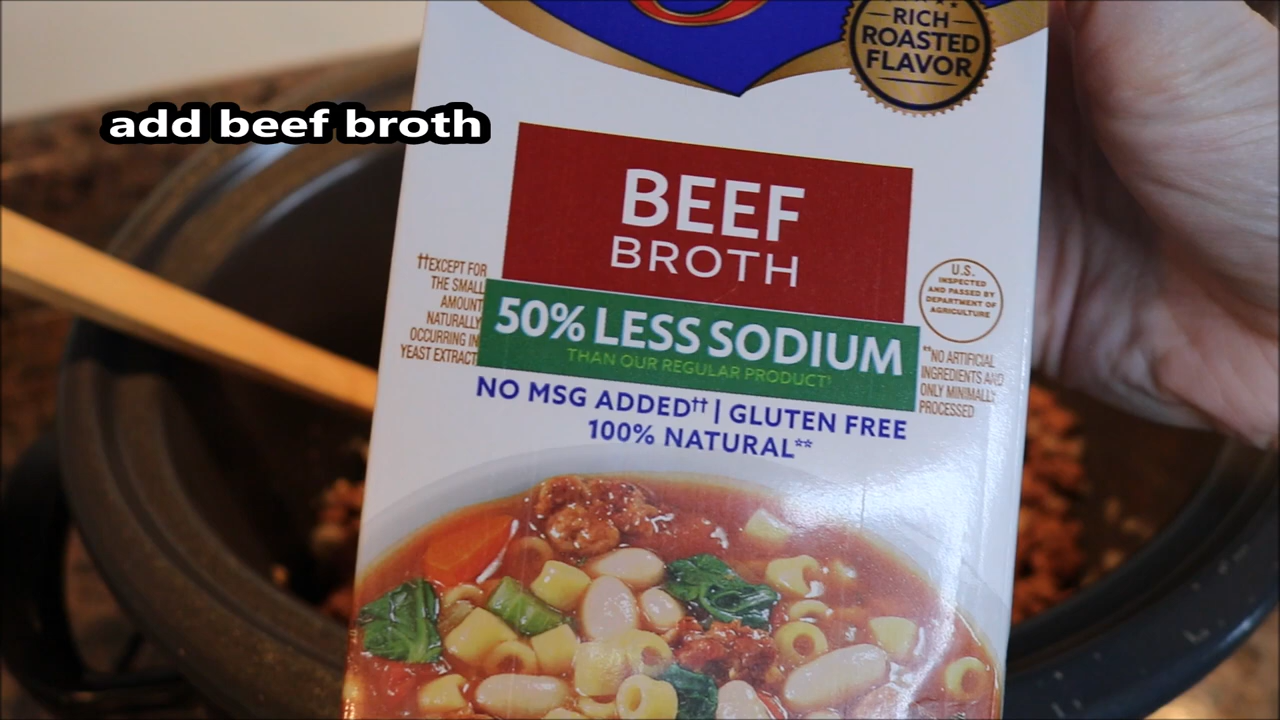 RICH
ROASTED
FLAVOR
add beef broth
BEEF
BROTH
††EXCEPT FOR
THE SMALL
AMOUNT
NATURALLY
OCCURRING IN
YEAST EXTRACT
50% LESS SODIUM
THAN OUR REGULAR PRODUCT†
U.S.
INSPECTED
AND PASSED BY
DEPARTMENT OF
AGRICULTURE
**NO ARTIFICIAL
INGREDIENTS AND
ONLY MINIMALLY
PROCESSED
NO MSG ADDED†† | GLUTEN FREE
100% NATURAL**